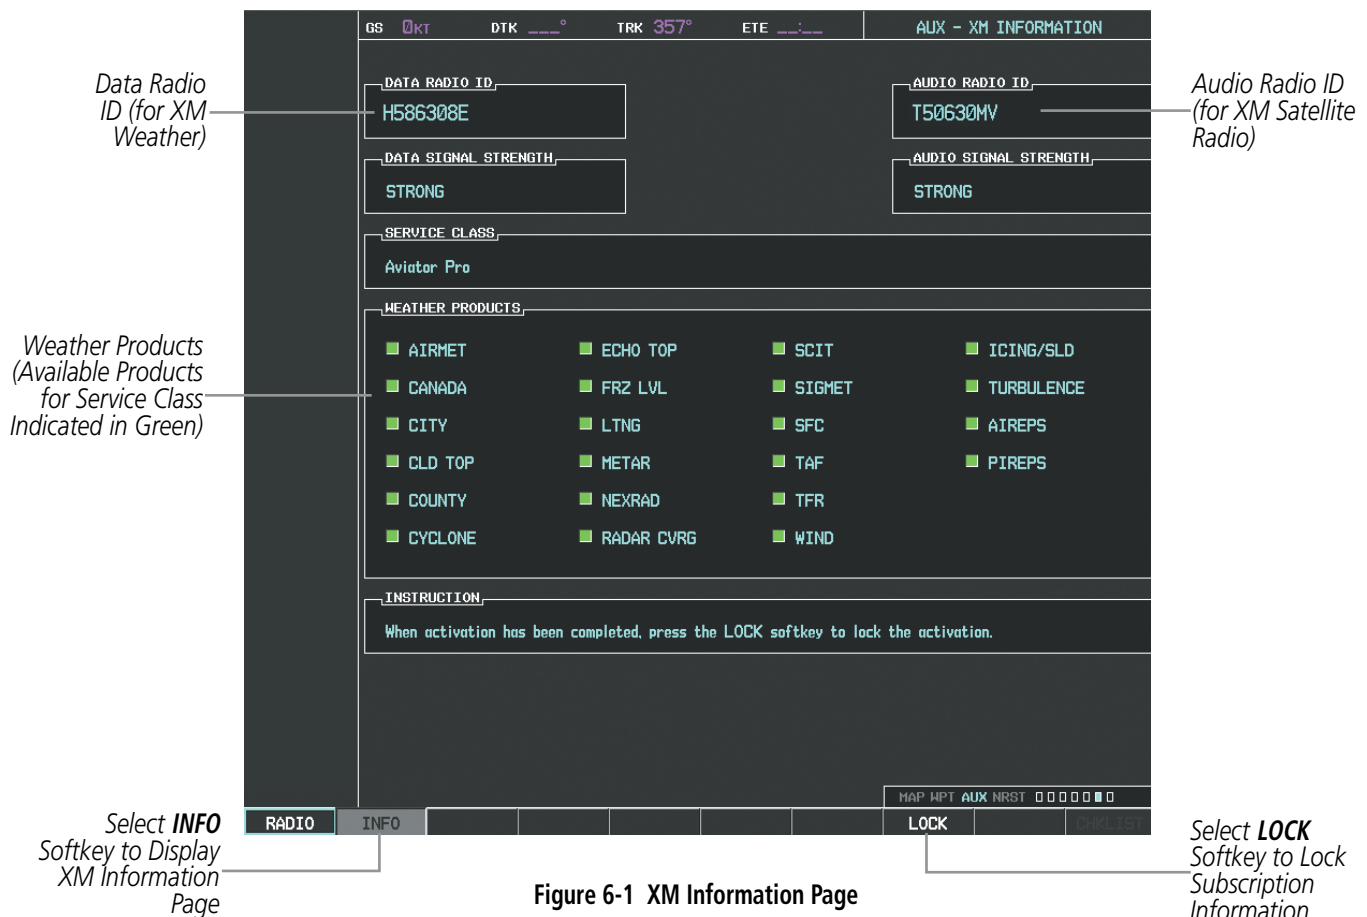 GS 0KT DTK ___° TRK 357° ETE __:__ AUX – XM INFORMATION
Data Radio
ID (for XM
Weather)
DATA RADIO ID
H586308E
AUDIO RADIO ID
T50630MV
Audio Radio ID
(for XM Satellite
Radio)
DATA SIGNAL STRENGTH
STRONG
AUDIO SIGNAL STRENGTH
STRONG
SERVICE CLASS
Aviator Pro
WEATHER PRODUCTS
Weather Products
(Available Products
for Service Class
Indicated in Green)
AIRMET ECHO TOP SCIT ICING/SLD
CANADA FRZ LVL SIGMET TURBULENCE
CITY LTNG SFC AIREPS
CLD TOP METAR TAF PIREPS
COUNTY NEXRAD TFR
CYCLONE RADAR CVRG WIND
INSTRUCTION
When activation has been completed, press the LOCK softkey to lock the activation.
MAP WPT AUX NRST
RADIO INFO LOCK CHKLIST
Select INFO
Softkey to Display
XM Information
Page
Select LOCK
Softkey to Lock
Subscription
Information
Figure 6-1 XM Information Page